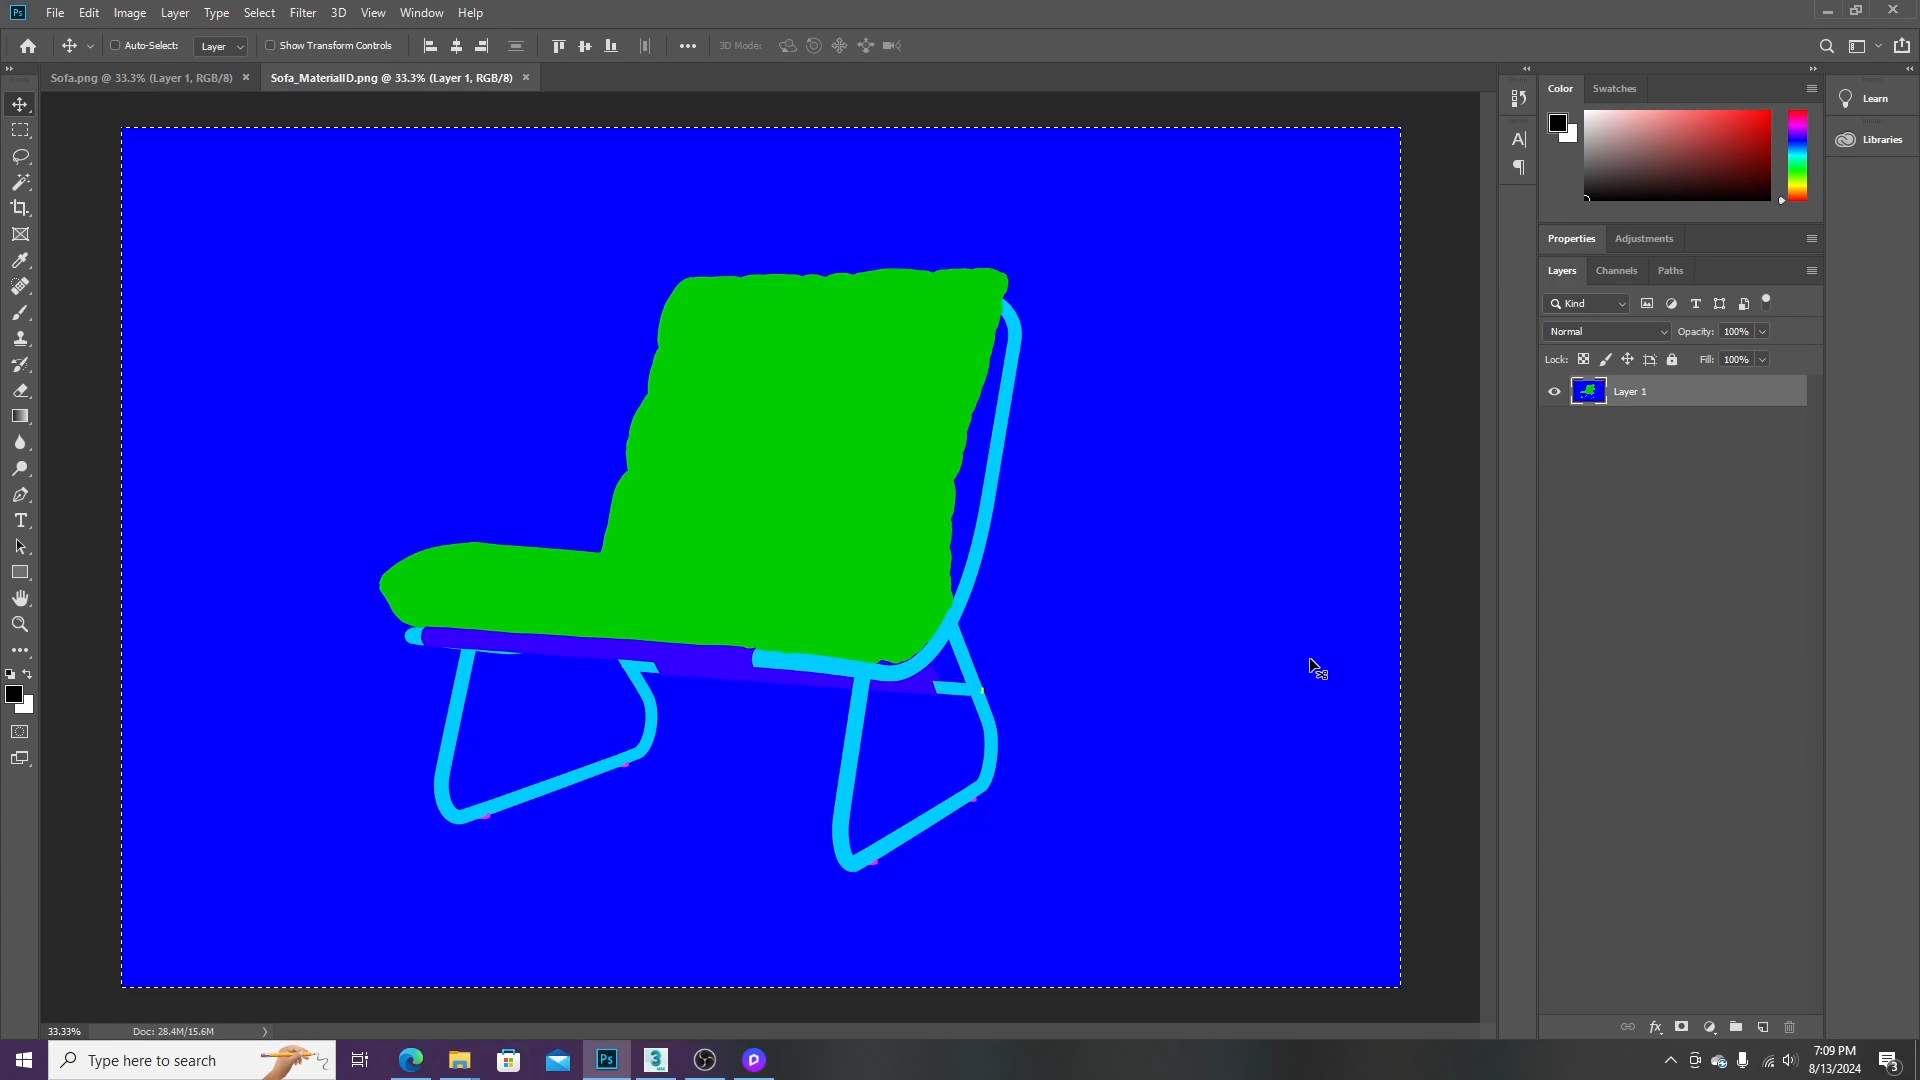 Ps File Edit Image Layer Type Select Filter 3D View Window Help
Auto-Select: Layer Show Transform Controls 3D Mode:
Sofa.png @ 33.3% (Layer 1, RGB/8) × Sofa_MaterialID.png @ 33.3% (Layer 1, RGB/8) ×
Color Swatches
Learn
Libraries
Properties Adjustments
Layers Channels Paths
Kind
Normal Opacity: 100%
Lock: Fill: 100%
Layer 1
33.33% Doc: 28.4M/15.6M
Type here to search
Ps
7:09 PM
8/13/2024
3